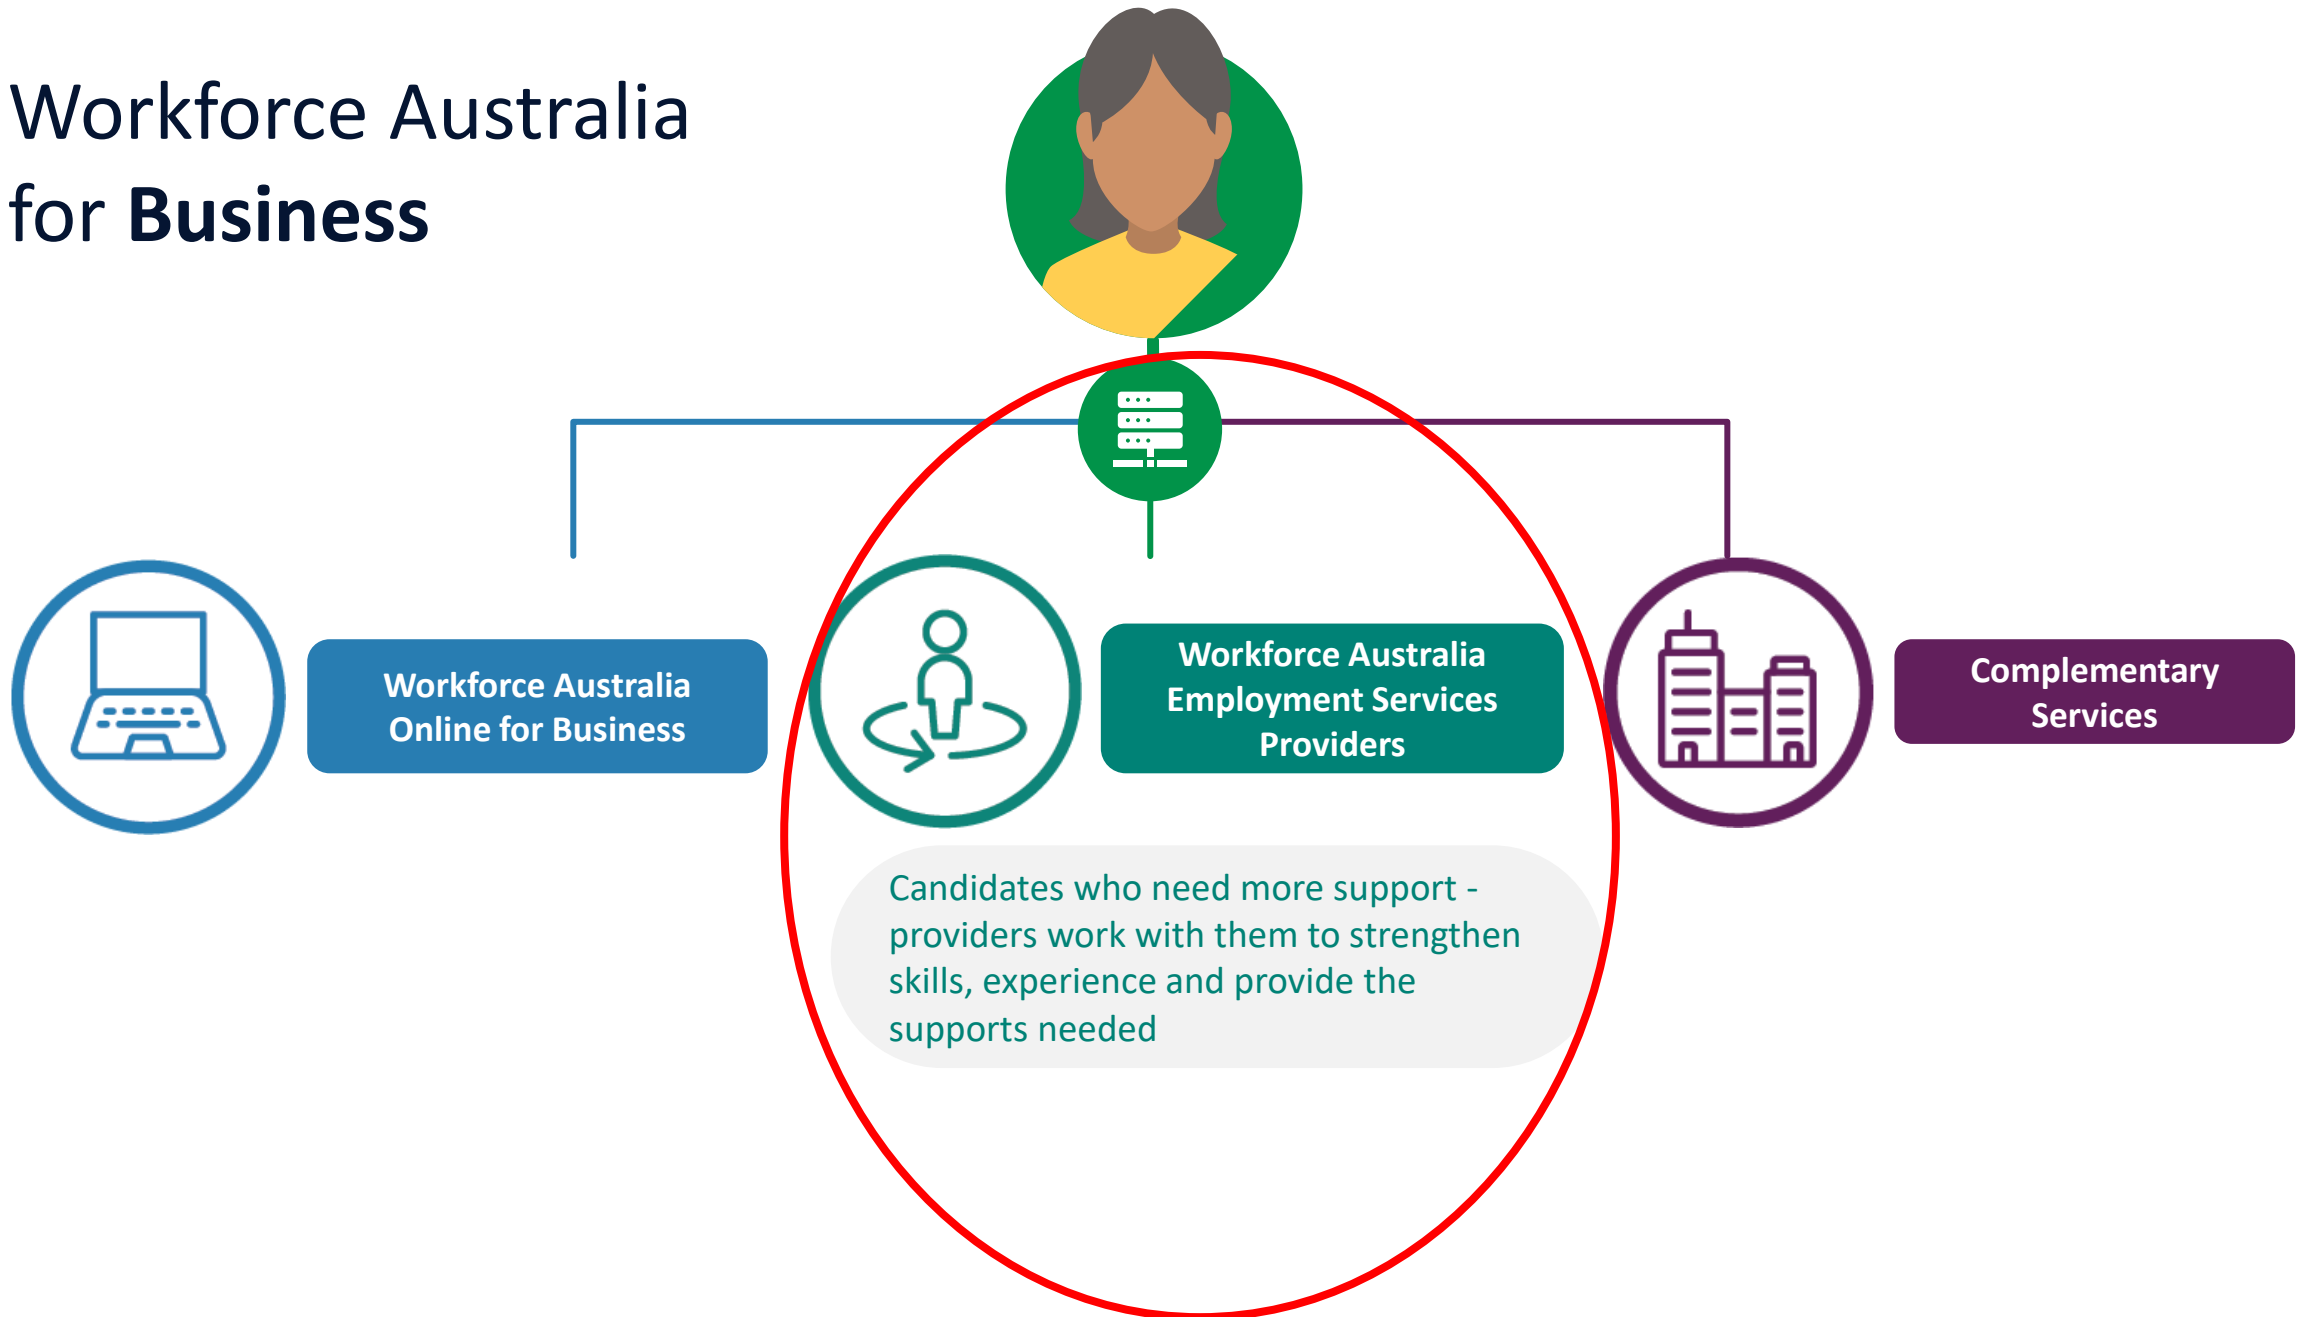 Workforce Australia
for Business
Workforce Australia
Online for Business
Workforce Australia
Employment Services
Providers
Complementary
Services
Candidates who need more support -
providers work with them to strengthen
skills, experience and provide the
supports needed